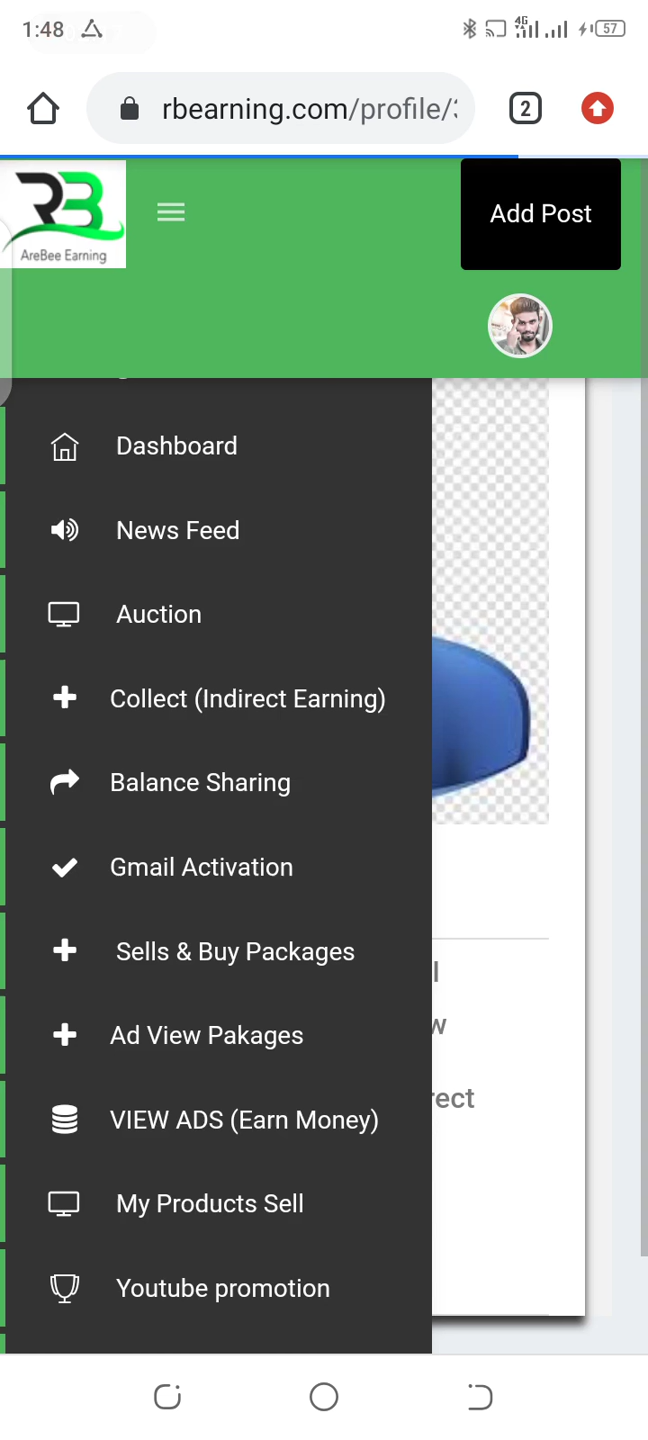 1:48
4G
57
rbearning.com/profile/
2
AreBee Earning
Add Post
Dashboard
News Feed
Auction
Collect (Indirect Earning)
Balance Sharing
Gmail Activation
Sells & Buy Packages
Ad View Pakages
rect
VIEW ADS (Earn Money)
My Products Sell
Youtube promotion